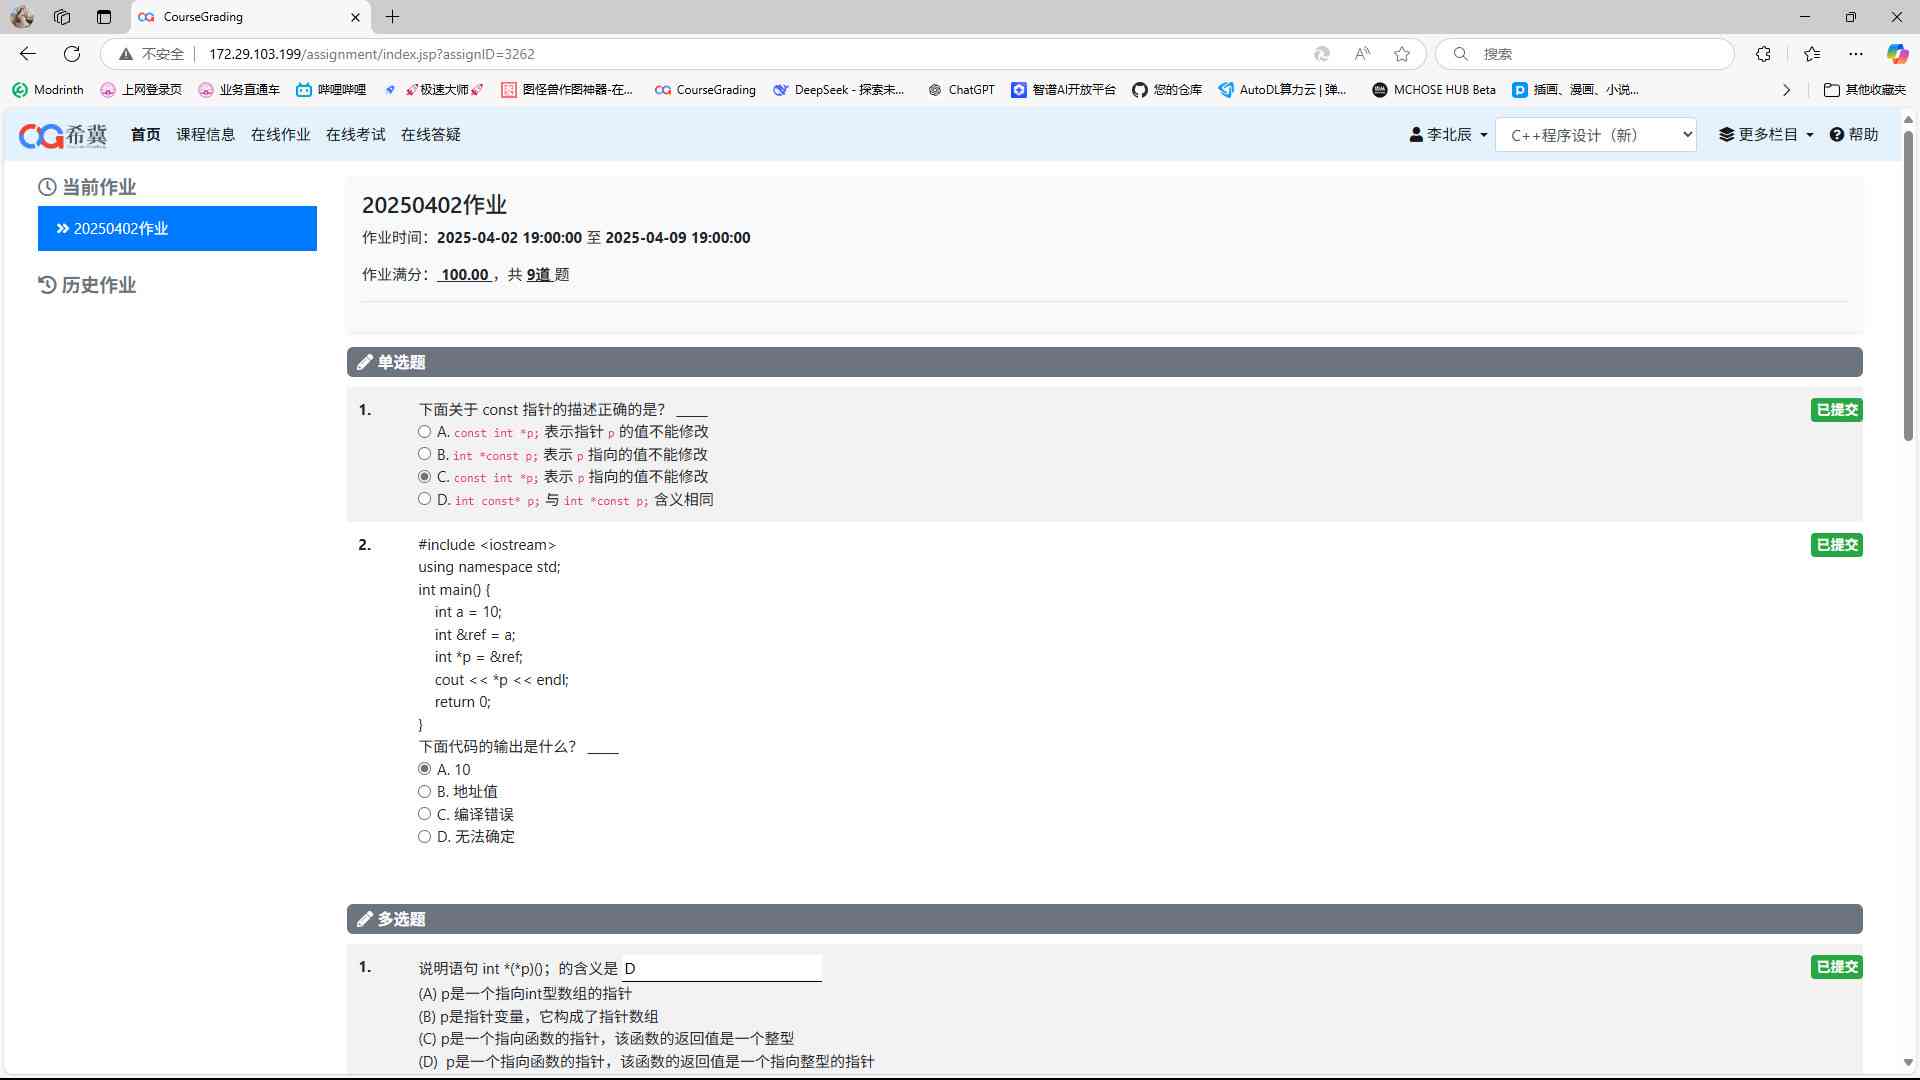 CourseGrading
不安全 172.29.103.199/assignment/index.jsp?assignID=3262 搜索
Modrinth 上网登录页 业务直通车 哔哩哔哩 🚀极速大师🚀 图怪兽作图神器-在... CourseGrading DeepSeek - 探索未... ChatGPT 智谱AI开放平台 您的仓库 AutoDL算力云 | 弹... MCHOSE HUB Beta 插画、漫画、小说... 其他收藏夹
希冀 首页 课程信息 在线作业 在线考试 在线答疑 李北辰 C++程序设计（新） 更多栏目 帮助
当前作业
20250402作业
历史作业
20250402作业
作业时间：2025-04-02 19:00:00 至 2025-04-09 19:00:00
作业满分： 100.00 ，共 9道 题
单选题
1. 下面关于 const 指针的描述正确的是？ ____ 已提交
A. const int *p; 表示指针 p 的值不能修改
B. int *const p; 表示 p 指向的值不能修改
C. const int *p; 表示 p 指向的值不能修改
D. int const* p; 与 int *const p; 含义相同
2. #include <iostream> 已提交
using namespace std;
int main() {
int a = 10;
int &ref = a;
int *p = &ref;
cout << *p << endl;
return 0;
}
下面代码的输出是什么？ ____
A. 10
B. 地址值
C. 编译错误
D. 无法确定
多选题
1. 说明语句 int *(*p)()；的含义是 D 已提交
(A) p是一个指向int型数组的指针
(B) p是指针变量，它构成了指针数组
(C) p是一个指向函数的指针，该函数的返回值是一个整型
(D) p是一个指向函数的指针，该函数的返回值是一个指向整型的指针